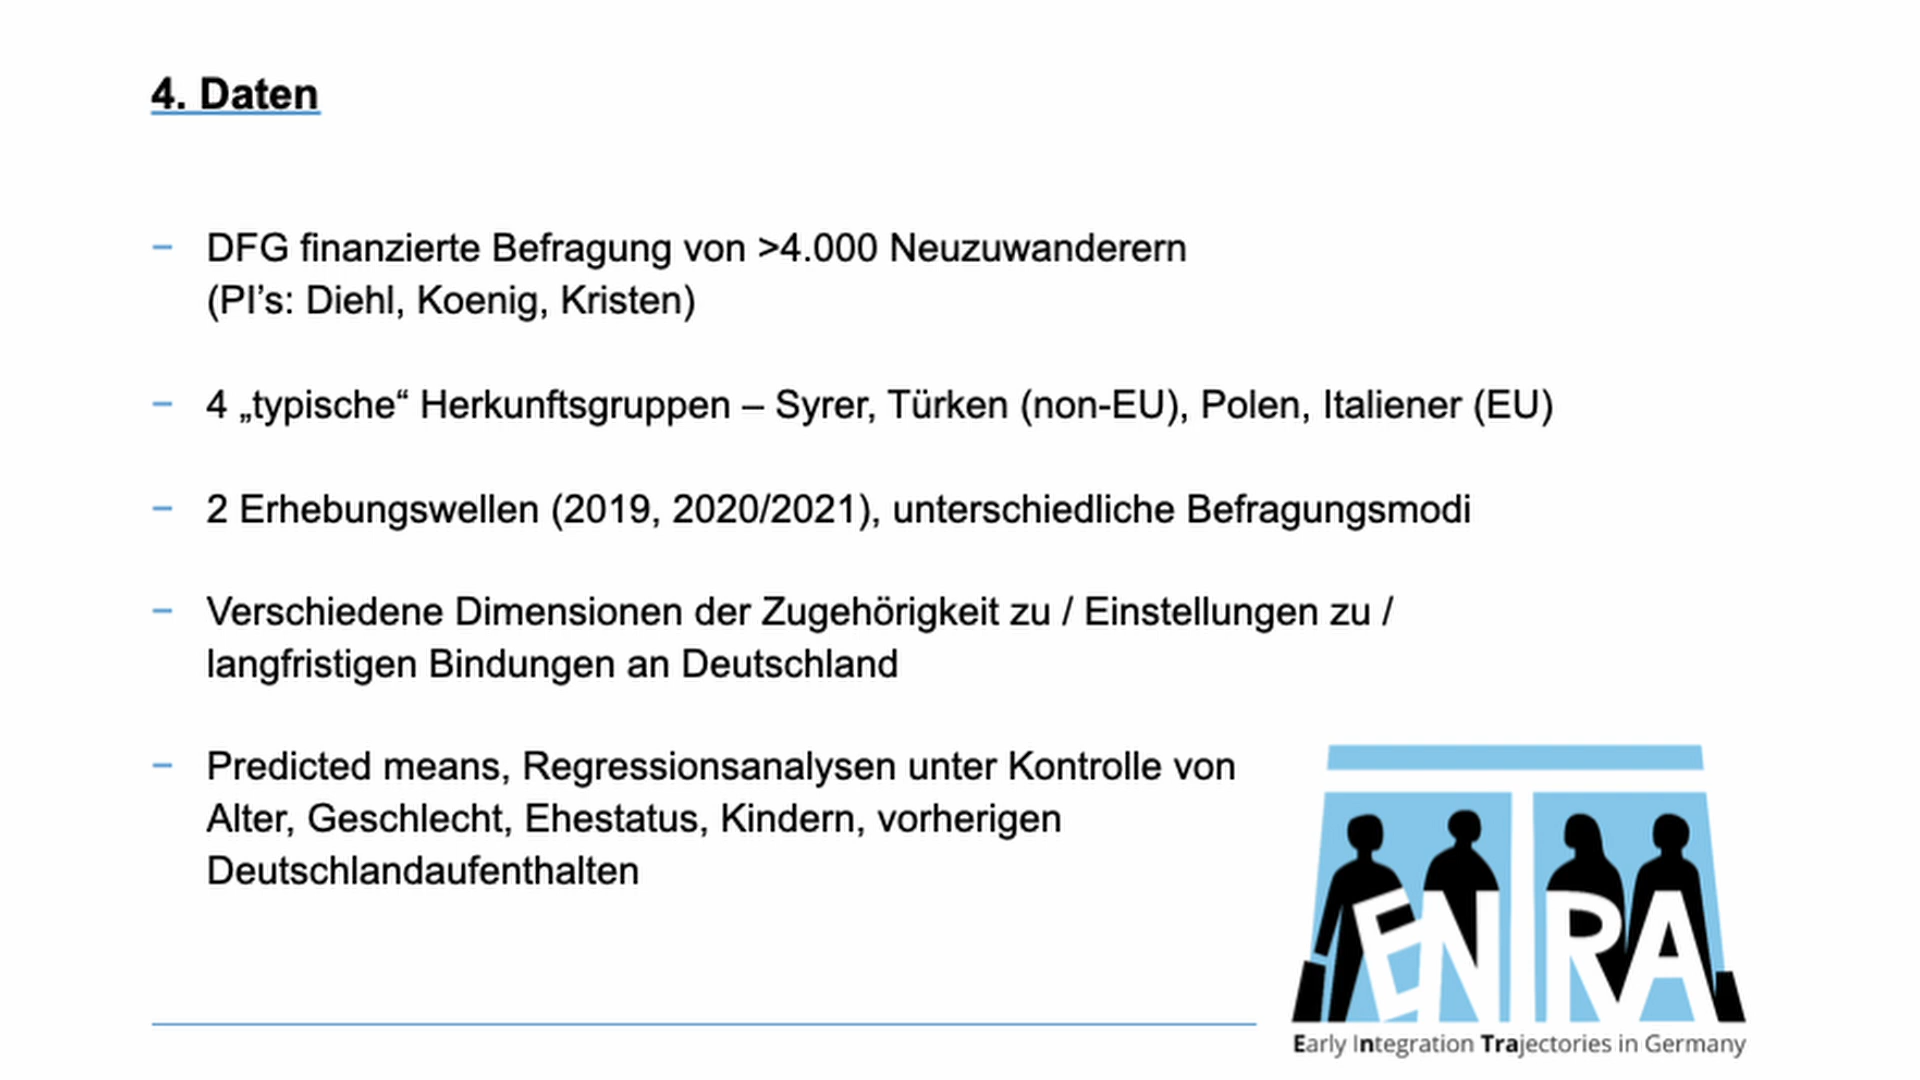 4. Daten
– DFG finanzierte Befragung von >4.000 Neuzuwanderern
(PI’s: Diehl, Koenig, Kristen)
– 4 „typische“ Herkunftsgruppen – Syrer, Türken (non-EU), Polen, Italiener (EU)
– 2 Erhebungswellen (2019, 2020/2021), unterschiedliche Befragungsmodi
– Verschiedene Dimensionen der Zugehörigkeit zu / Einstellungen zu /
langfristigen Bindungen an Deutschland
– Predicted means, Regressionsanalysen unter Kontrolle von
Alter, Geschlecht, Ehestatus, Kindern, vorherigen
Deutschlandaufenthalten
ENTRA
Early Integration Trajectories in Germany